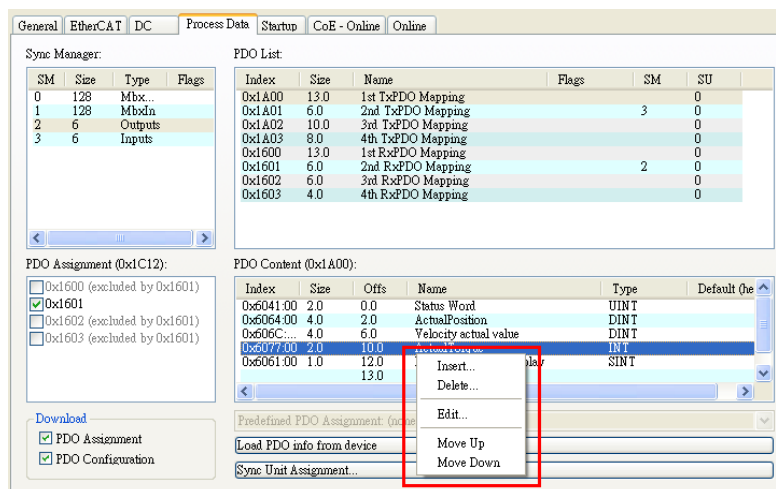 General EtherCAT DC Process Data Startup CoE - Online Online
Sync Manager:
SM Size Type Flags
0 128 Mbx...
1 128 MbxIn
2 6 Outputs
3 6 Inputs
PDO List:
Index Size Name Flags SM SU
0x1A00 13.0 1st TxPDO Mapping 0
0x1A01 6.0 2nd TxPDO Mapping 3 0
0x1A02 10.0 3rd TxPDO Mapping 0
0x1A03 8.0 4th TxPDO Mapping 0
0x1600 13.0 1st RxPDO Mapping 0
0x1601 6.0 2nd RxPDO Mapping 2 0
0x1602 6.0 3rd RxPDO Mapping 0
0x1603 4.0 4th RxPDO Mapping 0
PDO Assignment (0x1C12):
0x1600 (excluded by 0x1601)
0x1601
0x1602 (excluded by 0x1601)
0x1603 (excluded by 0x1601)
PDO Content (0x1A00):
Index Size Offs Name Type Default (he
0x6041:00 2.0 0.0 Status Word UINT
0x6064:00 4.0 2.0 ActualPosition DINT
0x606C:... 4.0 6.0 Velocity actual value DINT
0x6077:00 2.0 10.0 ActualTorque INT
0x6061:00 1.0 12.0 SINT
13.0
Insert...
Delete...
Edit...
Move Up
Move Down
Download
PDO Assignment
PDO Configuration
Predefined PDO Assignment: (none
Load PDO info from device
Sync Unit Assignment...